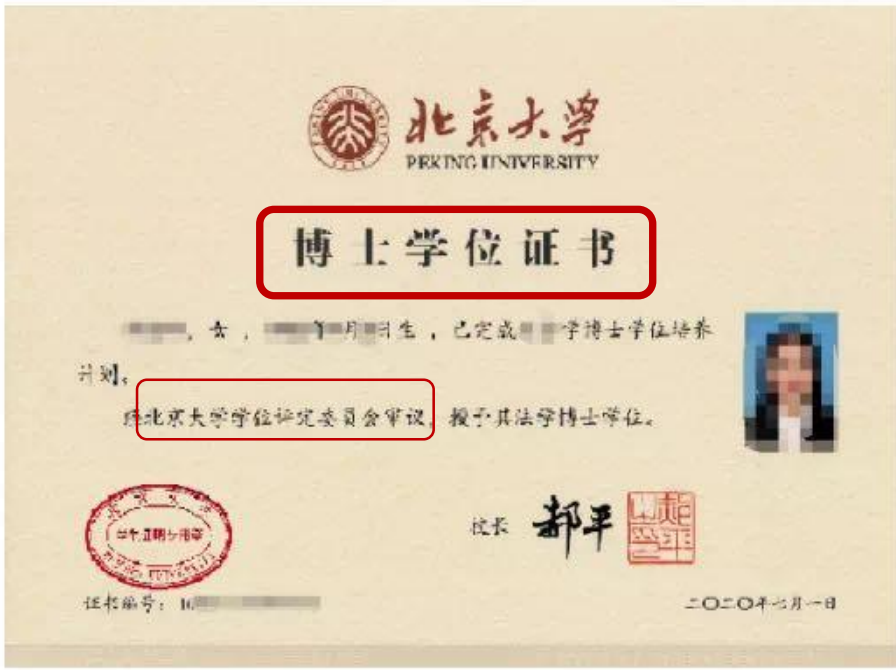 北京大学
PEKING UNIVERSITY
博士学位证书
，女，年月日生，已完成学博士学位培养
计划。
经北京大学学位评定委员会审议，授予其法学博士学位。
校长 郝平
证书编号：1
二〇二〇年七月一日